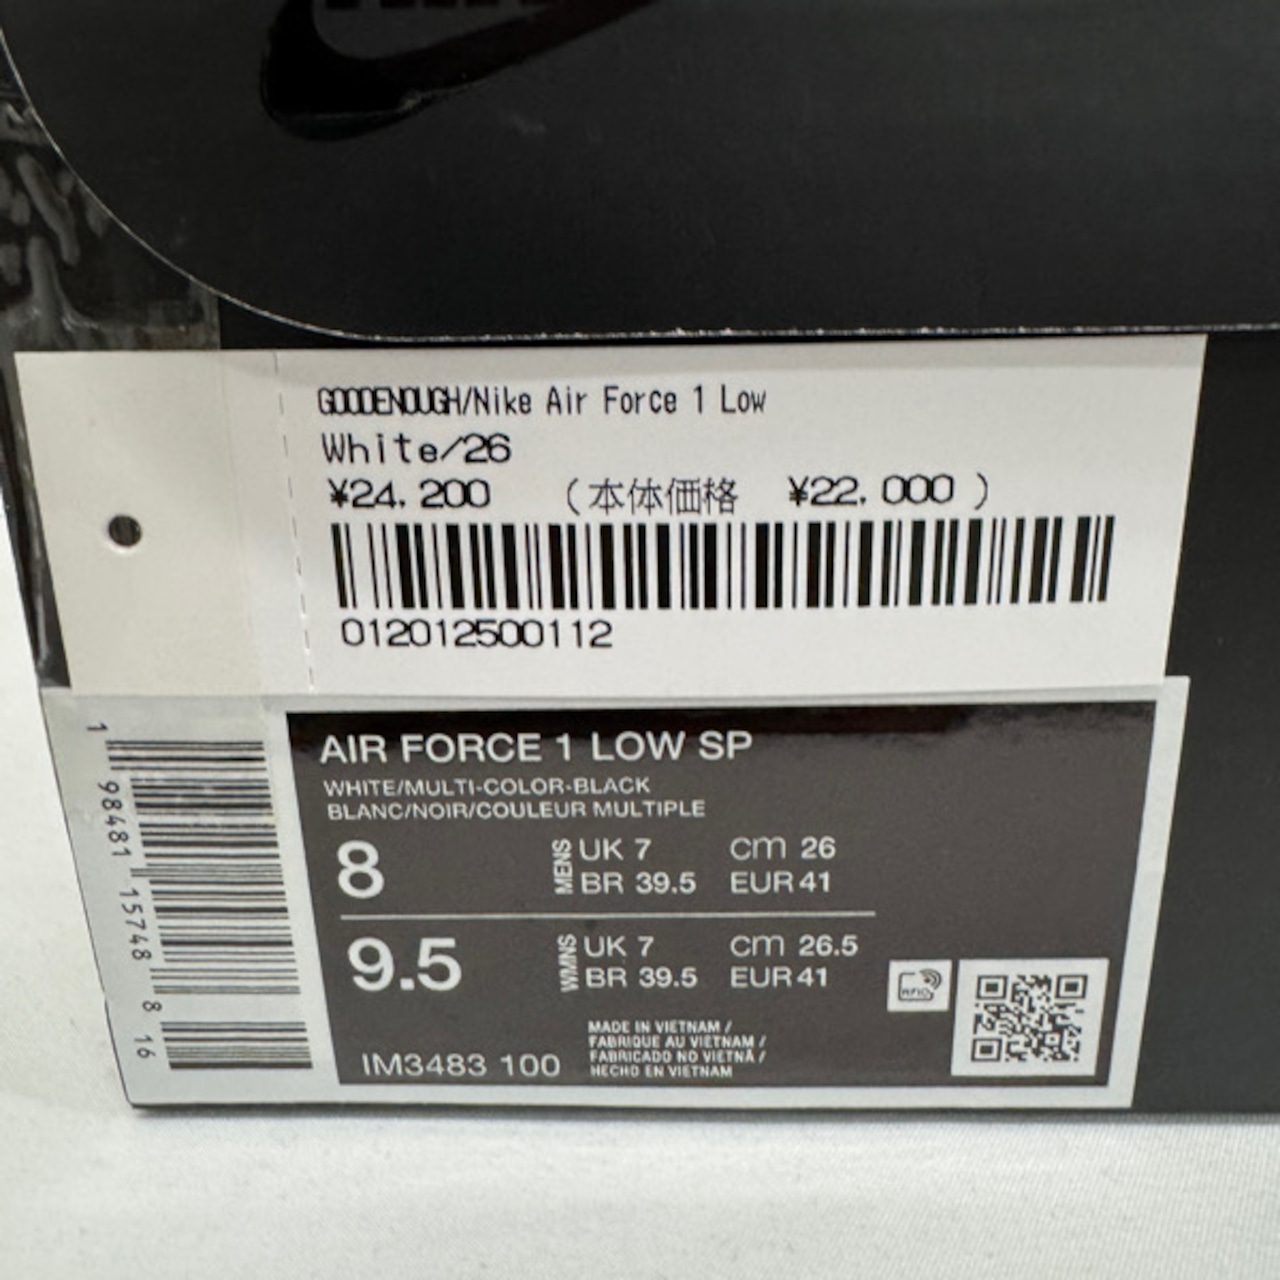 GOODENOUGH/Nike Air Force 1 Low
White/26
¥24,200 (本体価格 ¥22,000)
012012500112
AIR FORCE 1 LOW SP
WHITE/MULTI-COLOR-BLACK
BLANC/NOIR/COULEUR MULTIPLE
8 MENS UK 7 cm 26
BR 39.5 EUR 41
9.5 WMNS UK 7 cm 26.5
BR 39.5 EUR 41
RFID
MADE IN VIETNAM /
FABRIQUE AU VIETNAM /
FABRICADO NO VIETNÃ /
HECHO EN VIETNAM
IM3483 100
1 98481 15748 8 16